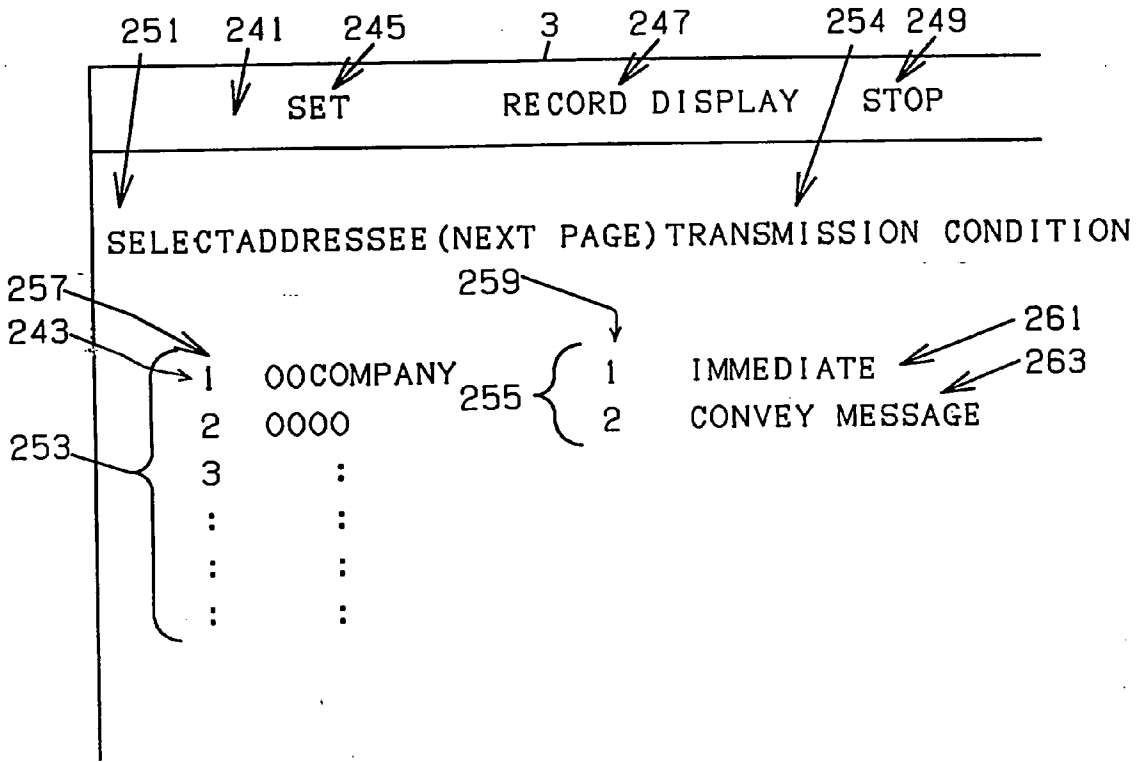 251 241 245 3 247 254 249
SET RECORD DISPLAY STOP
SELECTADDRESSEE(NEXT PAGE)TRANSMISSION CONDITION
257 259
243 261
1 OOCOMPANY 1 IMMEDIATE 263
255
2 OOOO 2 CONVEY MESSAGE
253
3 :
: :
: :
: :